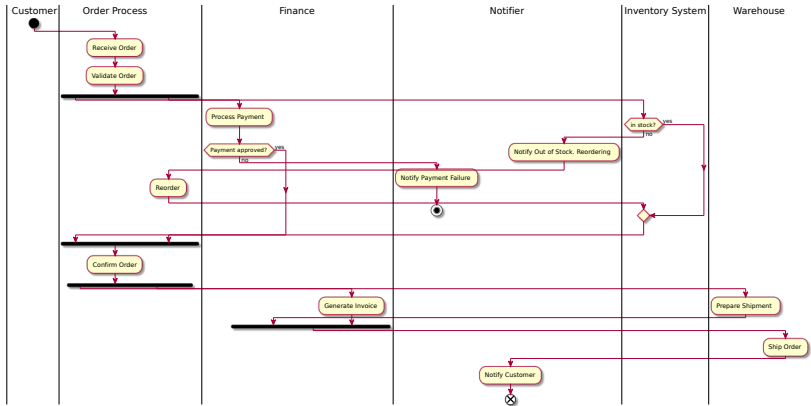 Customer
Order Process
Finance
Notifier
Inventory System
Warehouse
Receive Order
Validate Order
Process Payment
in stock?
yes
no
Payment approved?
yes
no
Notify Out of Stock. Reordering
Notify Payment Failure
Reorder
Confirm Order
Generate Invoice
Prepare Shipment
Ship Order
Notify Customer